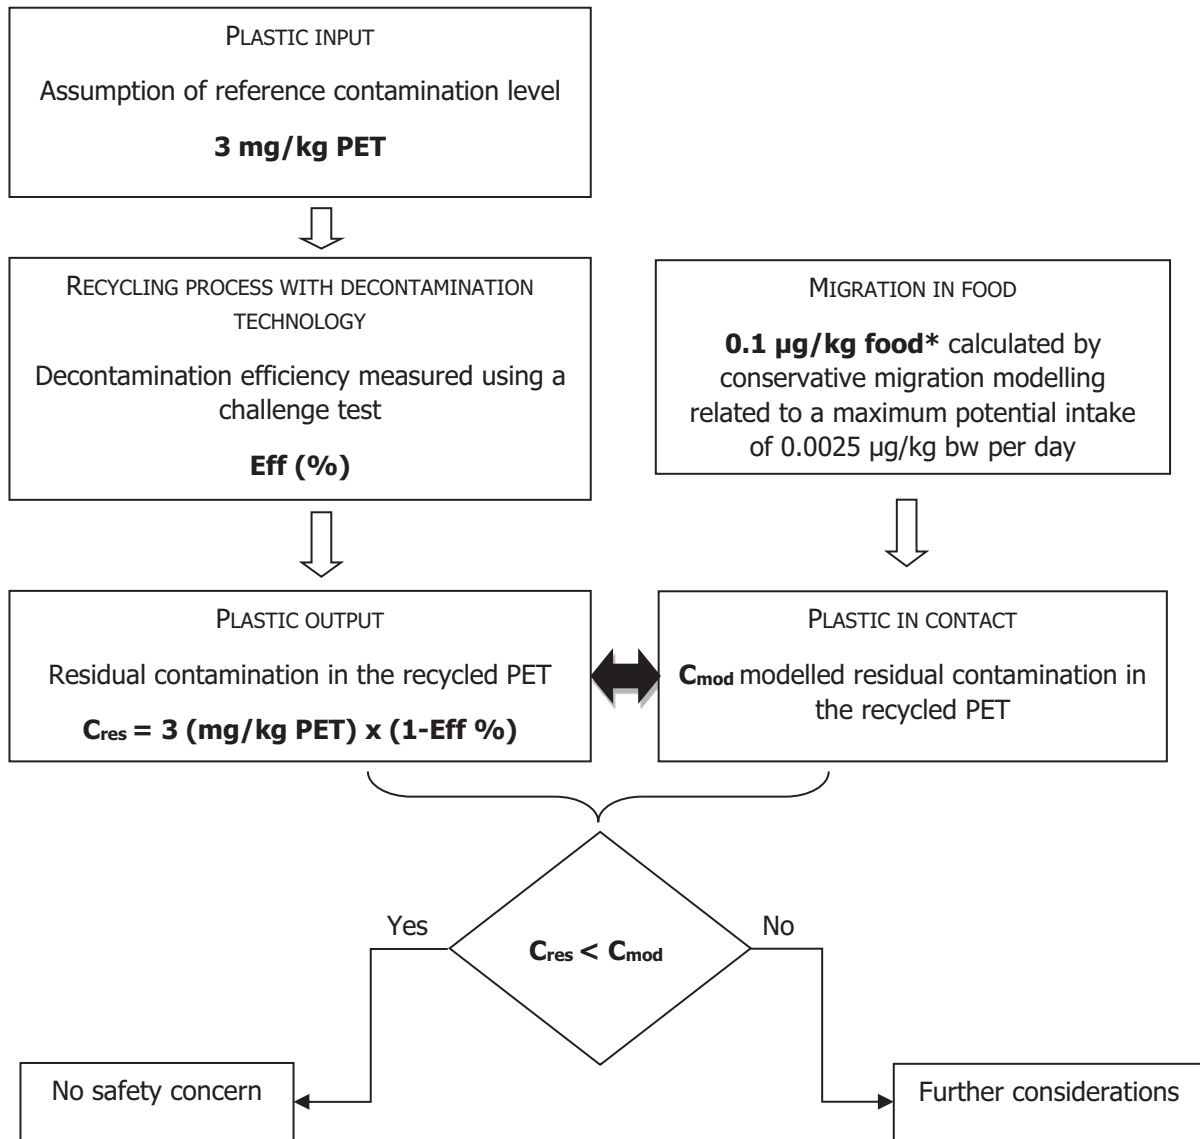 PLASTIC INPUT
Assumption of reference contamination level
3 mg/kg PET
RECYCLING PROCESS WITH DECONTAMINATION
TECHNOLOGY
Decontamination efficiency measured using a
challenge test
Eff (%)
MIGRATION IN FOOD
0.1 µg/kg food* calculated by
conservative migration modelling
related to a maximum potential intake
of 0.0025 µg/kg bw per day
PLASTIC OUTPUT
Residual contamination in the recycled PET
Cres = 3 (mg/kg PET) x (1-Eff %)
PLASTIC IN CONTACT
Cmod modelled residual contamination in
the recycled PET
Yes
No
Cres < Cmod
No safety concern
Further considerations